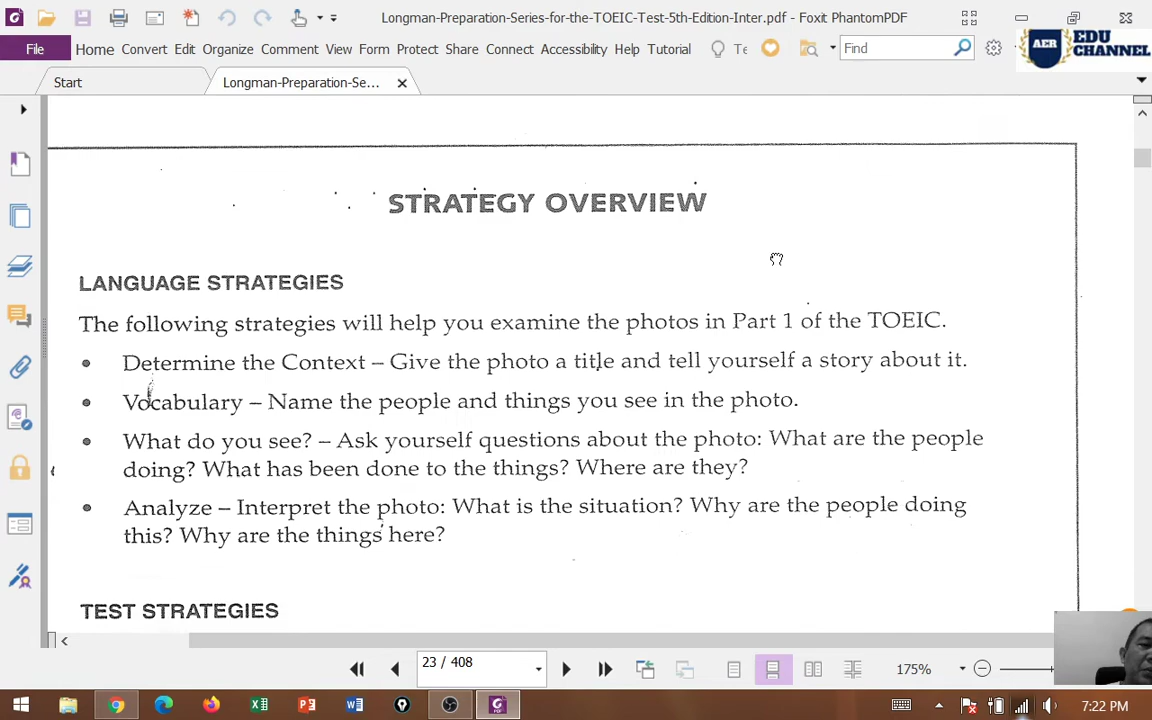 Longman-Preparation-Series-for-the-TOEIC-Test-5th-Edition-Inter.pdf - Foxit PhantomPDF
File Home Convert Edit Organize Comment View Form Protect Share Connect Accessibility Help Tutorial Te Find
AER EDU CHANNEL
Start Longman-Preparation-Se...
STRATEGY OVERVIEW
LANGUAGE STRATEGIES
The following strategies will help you examine the photos in Part 1 of the TOEIC.
• Determine the Context – Give the photo a title and tell yourself a story about it.
• Vocabulary – Name the people and things you see in the photo.
• What do you see? – Ask yourself questions about the photo: What are the people
doing? What has been done to the things? Where are they?
• Analyze – Interpret the photo: What is the situation? Why are the people doing
this? Why are the things here?
TEST STRATEGIES
23 / 408 175%
7:22 PM